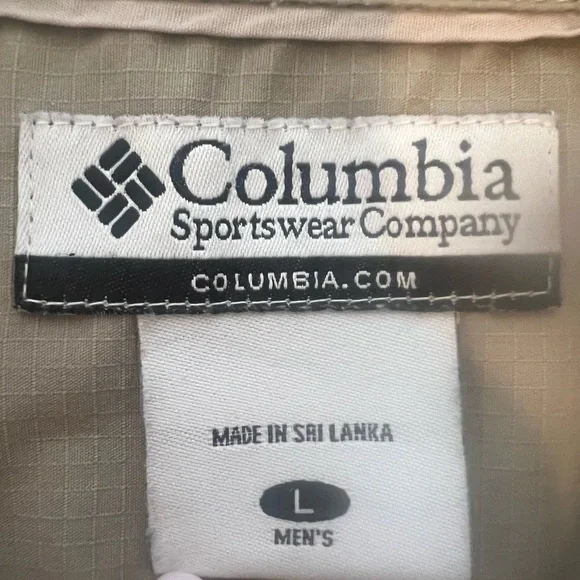 Columbia
Sportswear Company
COLUMBIA.COM
MADE IN SRI LANKA
L
MEN'S